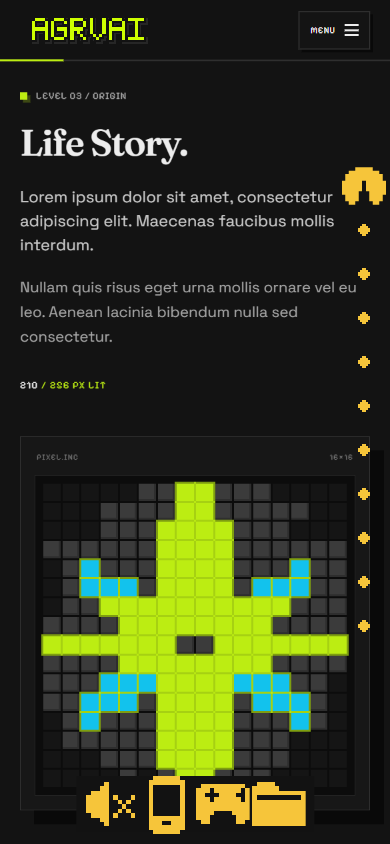 AGRVAI
MENU
LEVEL 03 / ORIGIN
Life Story.
Lorem ipsum dolor sit amet, consectetur
adipiscing elit. Maecenas faucibus mollis
interdum.
Nullam quis risus eget urna mollis ornare vel eu
leo. Aenean lacinia bibendum nulla sed
consectetur.
210 / 256 PX LIT
PIXEL.INC
16×16